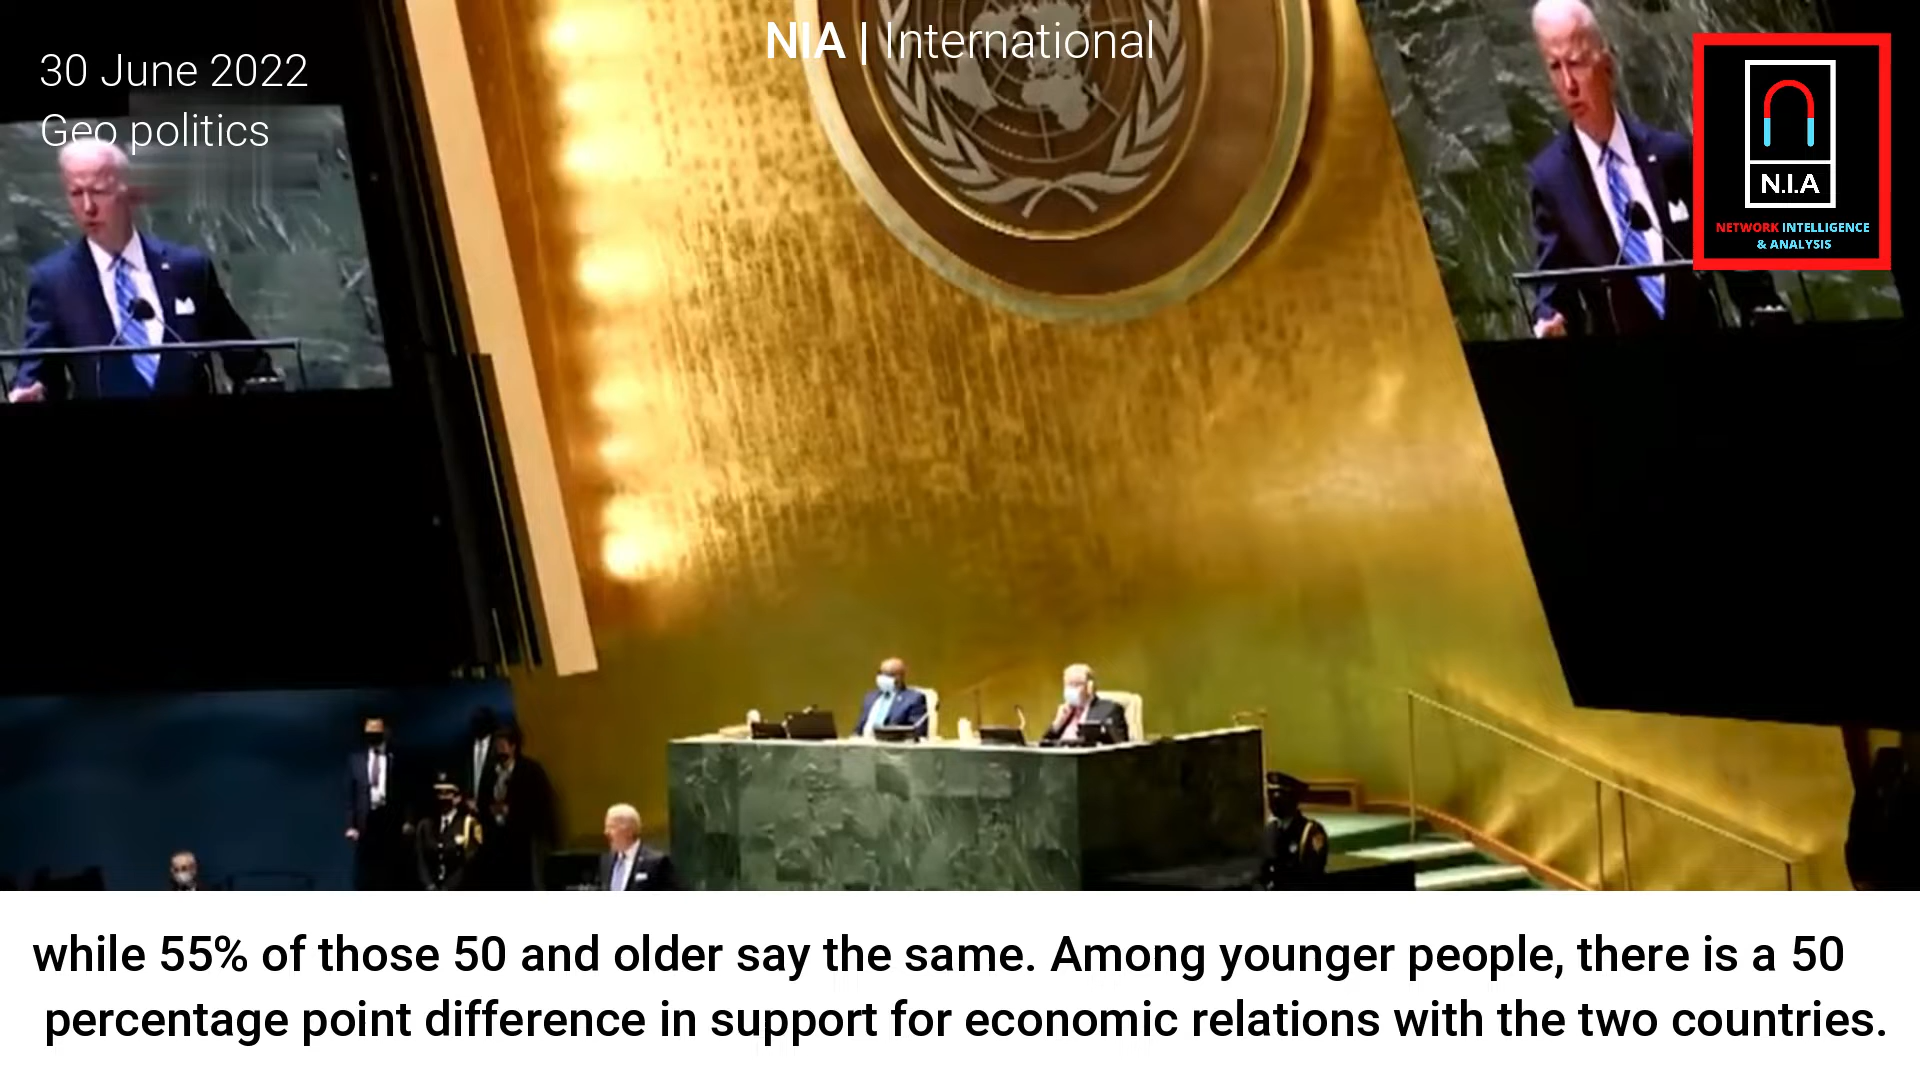 NIA | International
30 June 2022
Geo politics
N.I.A
NETWORK INTELLIGENCE
& ANALYSIS
while 55% of those 50 and older say the same. Among younger people, there is a 50
percentage point difference in support for economic relations with the two countries.